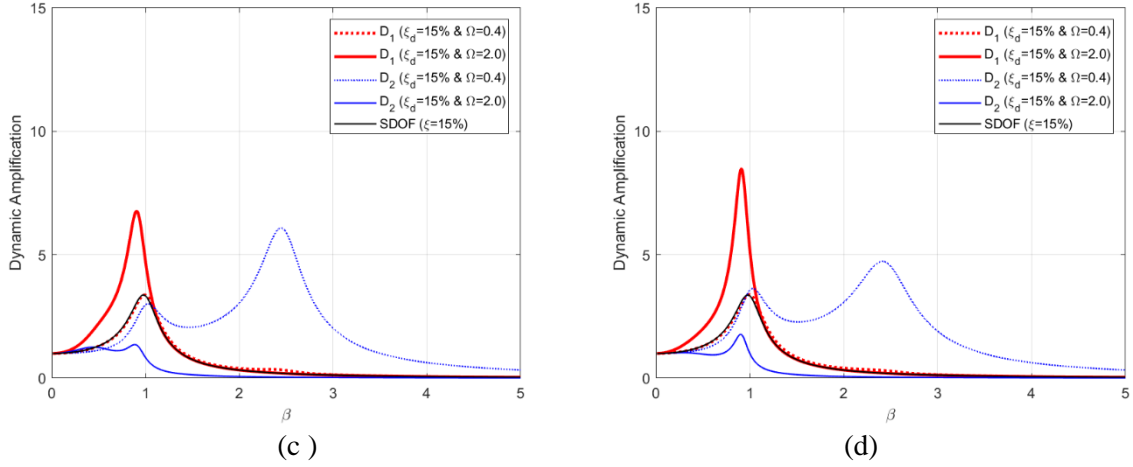 15
10
5
0
Dynamic Amplification
D1 (ξd=15% & Ω=0.4)
D1 (ξd=15% & Ω=2.0)
D2 (ξd=15% & Ω=0.4)
D2 (ξd=15% & Ω=2.0)
SDOF (ξ=15%)
0 1 2 3 4 5
β
(c )
15
10
5
0
Dynamic Amplification
D1 (ξd=15% & Ω=0.4)
D1 (ξd=15% & Ω=2.0)
D2 (ξd=15% & Ω=0.4)
D2 (ξd=15% & Ω=2.0)
SDOF (ξ=15%)
0 1 2 3 4 5
β
(d)